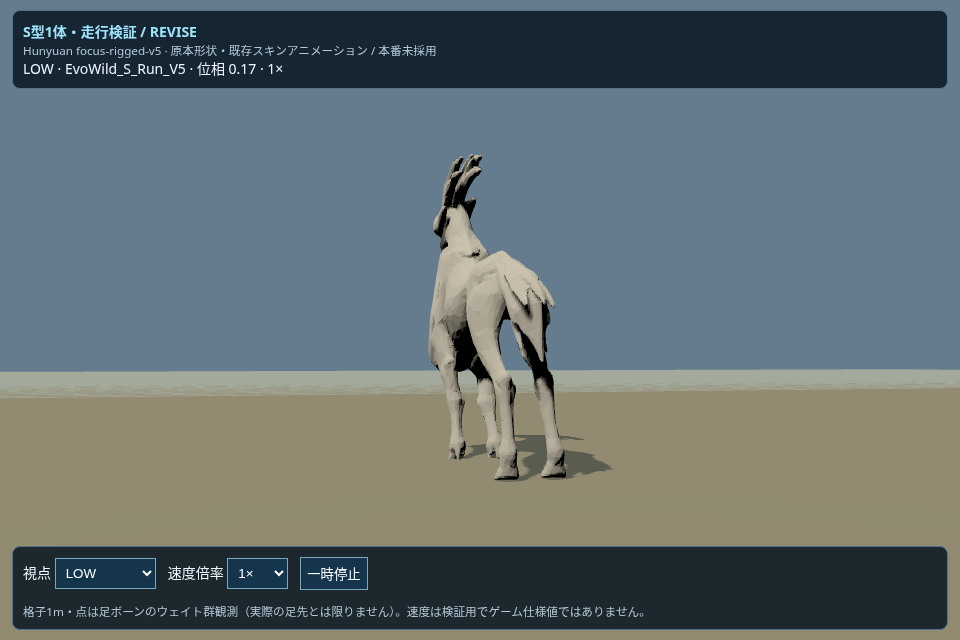 S型1体・走行検証 / REVISE
Hunyuan focus-rigged-v5 · 原本形状・既存スキンアニメーション / 本番未採用
LOW · EvoWild_S_Run_V5 · 位相 0.17 · 1×
視点 LOW 速度倍率 1× 一時停止
格子1m・点は足ボーンのウェイト群観測（実際の足先とは限りません）。速度は検証用でゲーム仕様値ではありません。